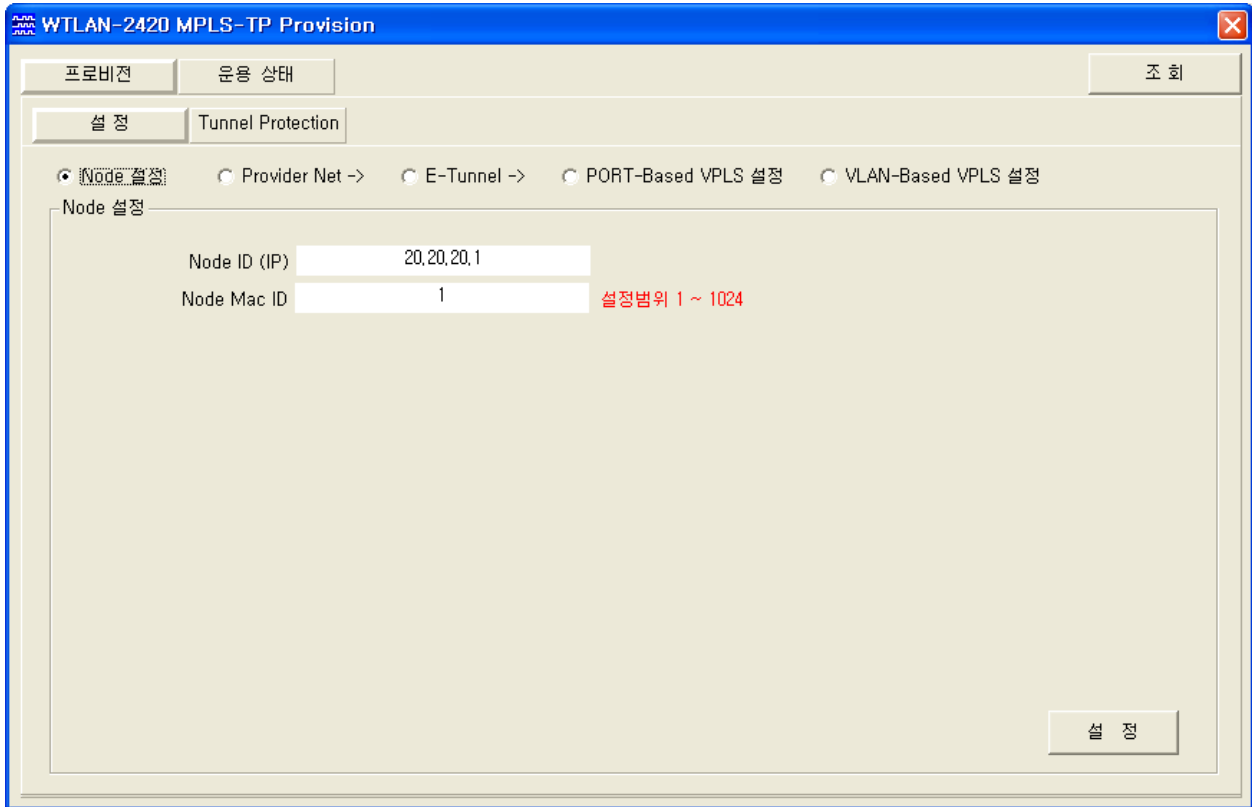 WTLAN-2420 MPLS-TP Provision
프로비전 운용 상태 조 회
설 정 Tunnel Protection
Node 설정 Provider Net -> E-Tunnel -> PORT-Based VPLS 설정 VLAN-Based VPLS 설정
Node 설정
Node ID (IP) 20,20,20,1
Node Mac ID 1 설정범위 1 ~ 1024
설 정